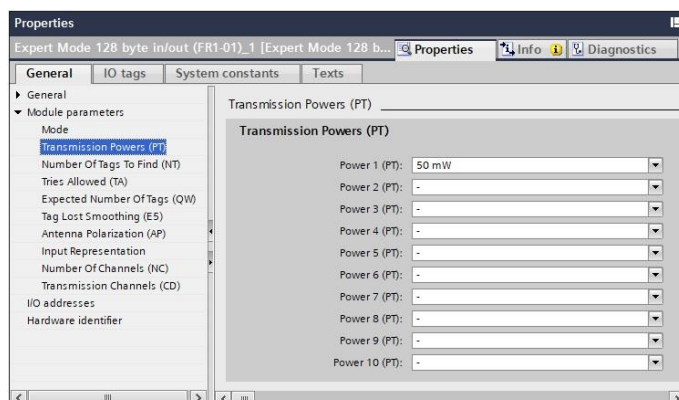 Properties
Expert Mode 128 byte in/out (FR1-01)_1 [Expert Mode 128 b...
Properties
Info
Diagnostics
General
IO tags
System constants
Texts
General
Module parameters
Mode
Transmission Powers (PT)
Number Of Tags To Find (NT)
Tries Allowed (TA)
Expected Number Of Tags (QW)
Tag Lost Smoothing (E5)
Antenna Polarization (AP)
Input Representation
Number Of Channels (NC)
Transmission Channels (CD)
I/O addresses
Hardware identifier
Transmission Powers (PT)
Transmission Powers (PT)
Power 1 (PT): 50 mW
Power 2 (PT): -
Power 3 (PT): -
Power 4 (PT): -
Power 5 (PT): -
Power 6 (PT): -
Power 7 (PT): -
Power 8 (PT): -
Power 9 (PT): -
Power 10 (PT): -